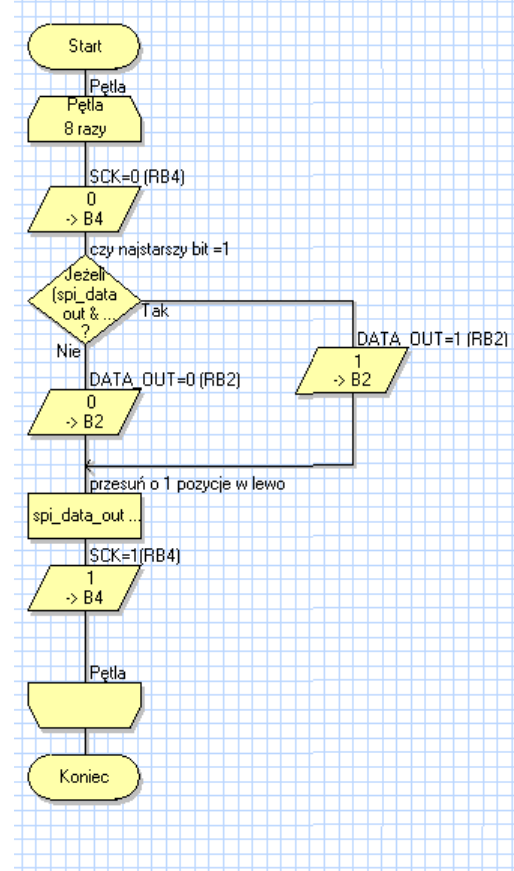 Start
Pętla
Pętla
8 razy
SCK=0 (RB4)
0
-> B4
czy najstarszy bit =1
Jeżeli
(spi_data
out & ...
?
Tak
Nie
DATA_OUT=1 (RB2)
1
-> B2
DATA_OUT=0 (RB2)
0
-> B2
przesuń o 1 pozycje w lewo
spi_data_out ...
SCK=1(RB4)
1
-> B4
Pętla
Koniec